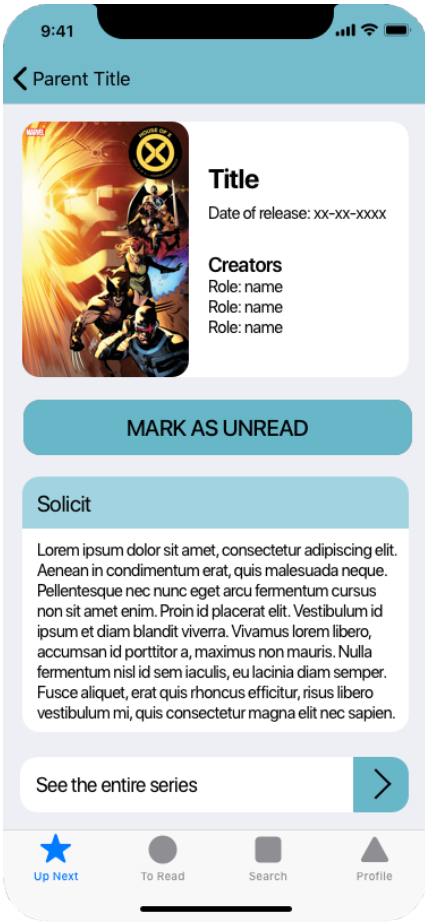 9:41
Parent Title
MARVEL
HOUSE OF X
Title
Date of release: xx-xx-xxxx
Creators
Role: name
Role: name
Role: name
MARK AS UNREAD
Solicit
Lorem ipsum dolor sit amet, consectetur adipiscing elit.
Aenean in condimentum erat, quis malesuada neque.
Pellentesque nec nunc eget arcu fermentum cursus
non sit amet enim. Proin id placerat elit. Vestibulum id
ipsum et diam blandit viverra. Vivamus lorem libero,
accumsan id porttitor a, maximus non mauris. Nulla
fermentum nisl id sem iaculis, eu lacinia diam semper.
Fusce aliquet, erat quis rhoncus efficitur, risus libero
vestibulum mi, quis consectetur magna elit nec sapien.
See the entire series
Up Next
To Read
Search
Profile